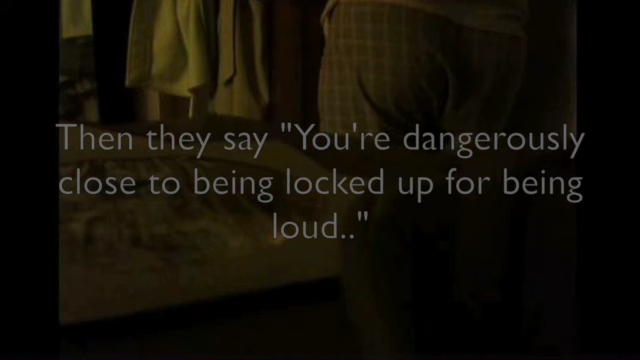 Then they say "You're dangerously
close to being locked up for being
loud.."